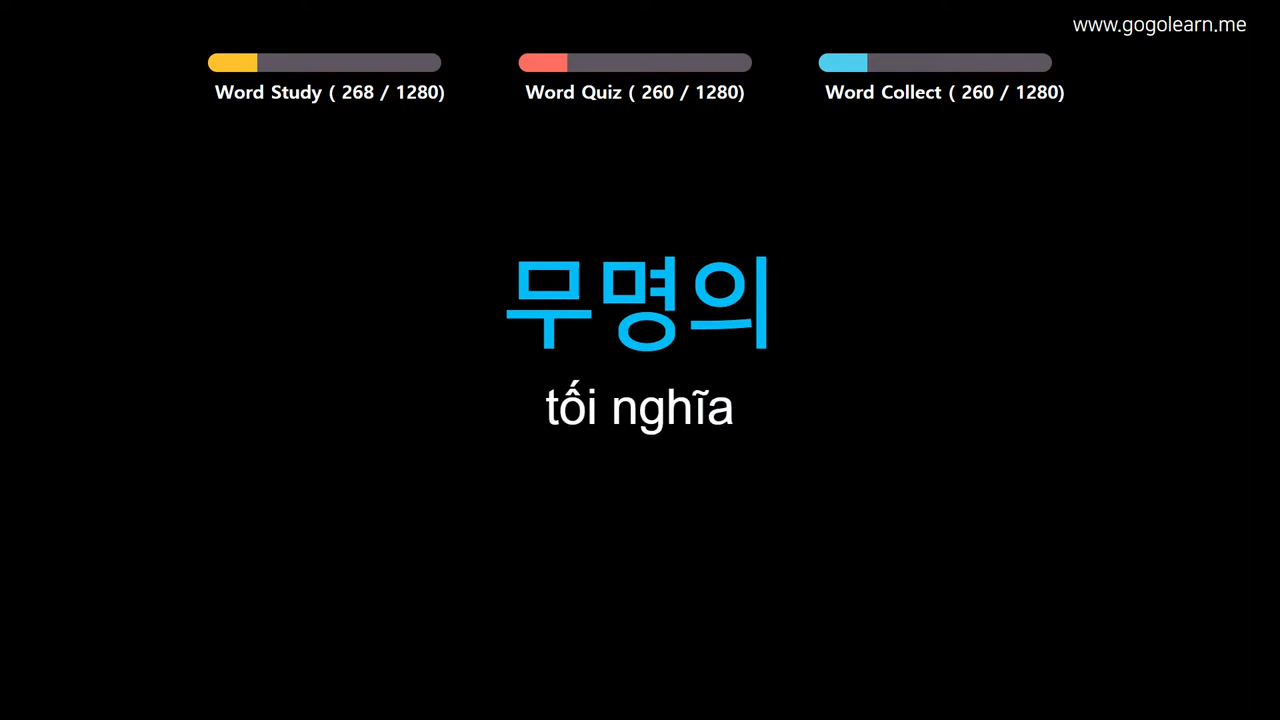 www.gogolearn.me
Word Study ( 268 / 1280)
Word Quiz ( 260 / 1280)
Word Collect ( 260 / 1280)
무명의
tối nghĩa